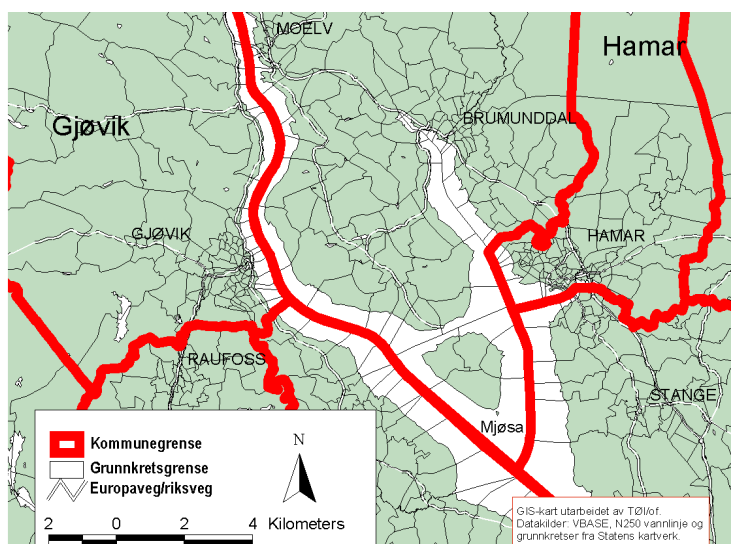 MOELV
Hamar
Gjøvik
BRUMUNDDAL
GJØVIK
HAMAR
RAUFOSS
STANGE
Mjøsa
Kommunegrense
Grunnkretsgrense
Europaveg/riksveg
N
2 0 2 4
Kilometers
GIS-kart utarbeidet av TØI/of.
Datakilder: VBASE, N250 vannlinje og
grunnkretser fra Statens kartverk.